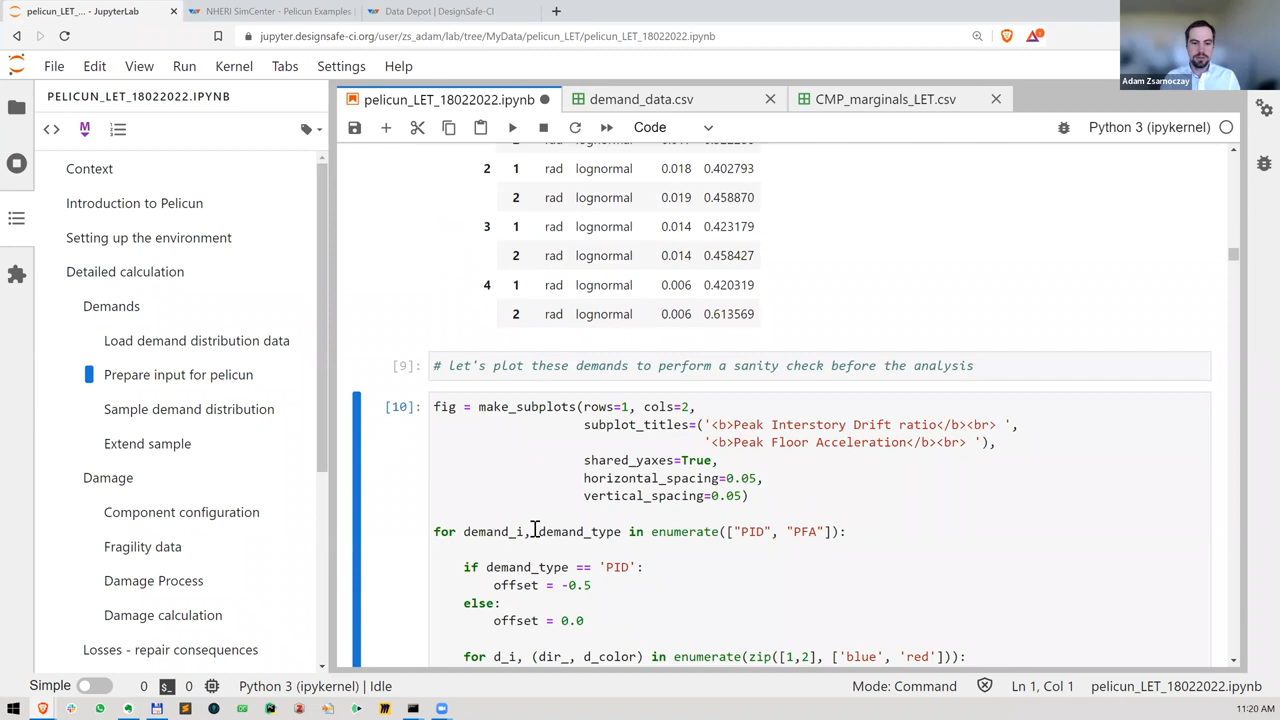 pelicun_LET_... - JupyterLab
NHERI SimCenter - Pelicun Examples
Data Depot | DesignSafe-CI
jupyter.designsafe-ci.org/user/zs_adam/lab/tree/MyData/pelicun_LET/pelicun_LET_18022022.ipynb
Adam Zsarnoczay
File Edit View Run Kernel Tabs Settings Help
PELICUN_LET_18022022.IPYNB
Context
Introduction to Pelicun
Setting up the environment
Detailed calculation
Demands
Load demand distribution data
Prepare input for pelicun
Sample demand distribution
Extend sample
Damage
Component configuration
Fragility data
Damage Process
Damage calculation
Losses - repair consequences
pelicun_LET_18022022.ipynb
demand_data.csv
CMP_marginals_LET.csv
Code
Python 3 (ipykernel)
2 1 rad lognormal 0.018 0.402793
2 rad lognormal 0.019 0.458870
3 1 rad lognormal 0.014 0.423179
2 rad lognormal 0.014 0.458427
4 1 rad lognormal 0.006 0.420319
2 rad lognormal 0.006 0.613569
[9]: # let's plot these demands to perform a sanity check before the analysis
[10]: fig = make_subplots(rows=1, cols=2,
subplot_titles=('<b>Peak Interstory Drift ratio</b><br> ',
'<b>Peak Floor Acceleration</b><br> '),
shared_yaxes=True,
horizontal_spacing=0.05,
vertical_spacing=0.05)
for demand_i, demand_type in enumerate(["PID", "PFA"]):
if demand_type == 'PID':
offset = -0.5
else:
offset = 0.0
for d_i, (dir_, d_color) in enumerate(zip([1,2], ['blue', 'red'])):
Simple 0 0 Python 3 (ipykernel) | Idle Mode: Command Ln 1, Col 1 pelicun_LET_18022022.ipynb
11:20 AM